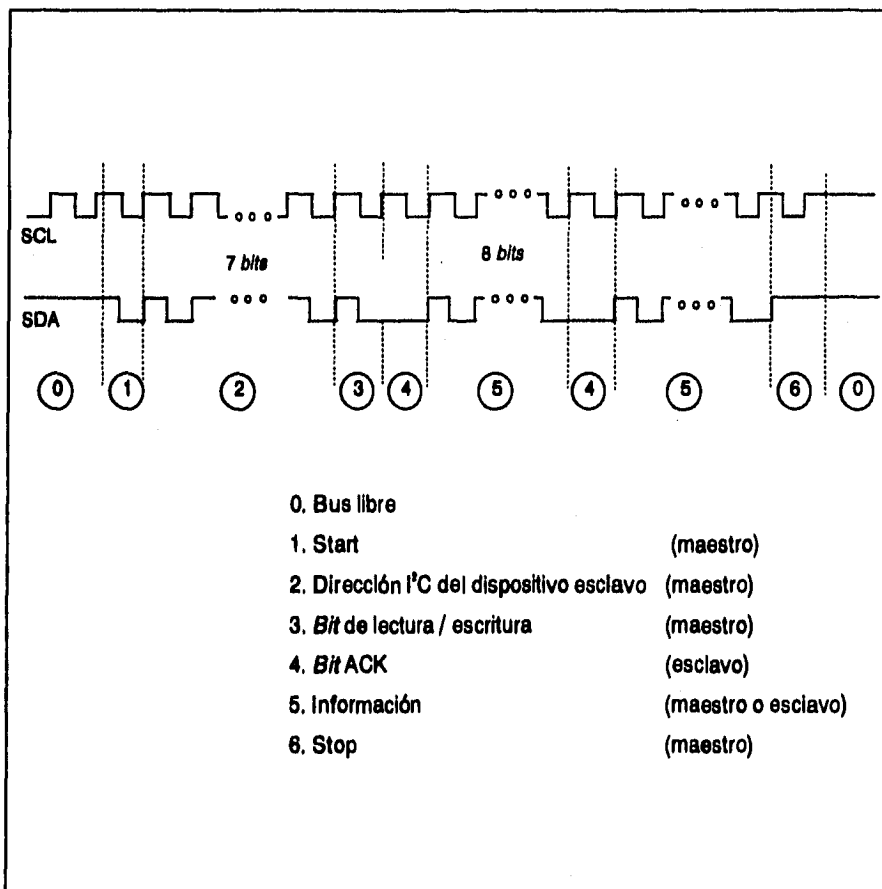 SCL
7 bits
8 bits
SDA
0 1 2 3 4 5 4 5 6 0
0. Bus libre
1. Start (maestro)
2. Dirección I²C del dispositivo esclavo (maestro)
3. Bit de lectura / escritura (maestro)
4. Bit ACK (esclavo)
5. Información (maestro o esclavo)
6. Stop (maestro)